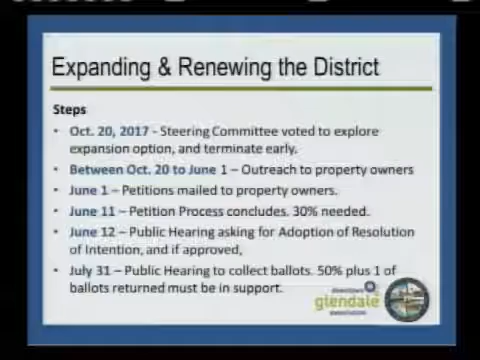 Expanding & Renewing the District
Steps
• Oct. 20, 2017 - Steering Committee voted to explore
expansion option, and terminate early.
• Between Oct. 20 to June 1 – Outreach to property owners
• June 1 – Petitions mailed to property owners.
• June 11 – Petition Process concludes. 30% needed.
• June 12 – Public Hearing asking for Adoption of Resolution
of Intention, and if approved,
• July 31 – Public Hearing to collect ballots. 50% plus 1 of
ballots returned must be in support.
downtown
glendale
association